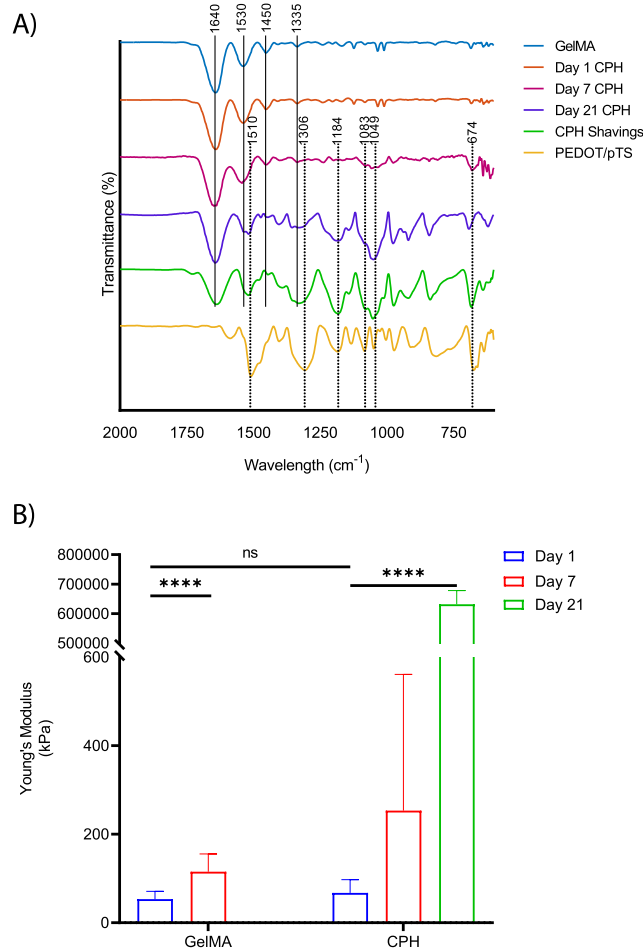 A)
1640
1530
1450
1335
1510
1306
1184
1083
1049
674
GelMA
Day 1 CPH
Day 7 CPH
Day 21 CPH
CPH Shavings
PEDOT/pTS
Transmittance (%)
2000 1750 1500 1250 1000 750
Wavelength (cm⁻¹)
B)
800000
700000
600000
500000
600
400
200
0
Young's Modulus
(kPa)
ns
****
****
Day 1
Day 7
Day 21
GelMA CPH